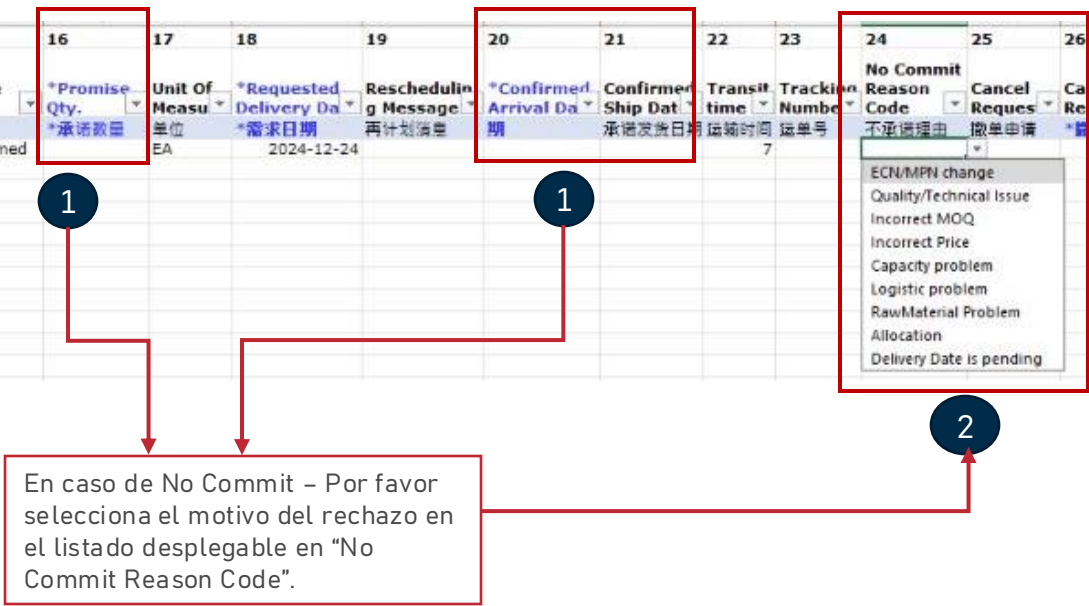 16 17 18 19 20 21 22 23 24 25 26
*Promise Qty. Unit Of Measu *Requested Delivery Da Reschedulin g Message *Confirmed Arrival Da Confirmed Ship Dat Transit time Tracking Numbe No Commit Reason Code Cancel Reques Ca Re
*承诺数量 单位 *需求日期 再计划消息 期 承诺发货日期 运输时间 运单号 不承诺理由 撤单申请
ned EA 2024-12-24 7
ECN/MPN change
Quality/Technical Issue
Incorrect MOQ
Incorrect Price
Capacity problem
Logistic problem
RawMaterial Problem
Allocation
Delivery Date is pending
1
1
2
En caso de No Commit – Por favor
selecciona el motivo del rechazo en
el listado desplegable en “No
Commit Reason Code”.